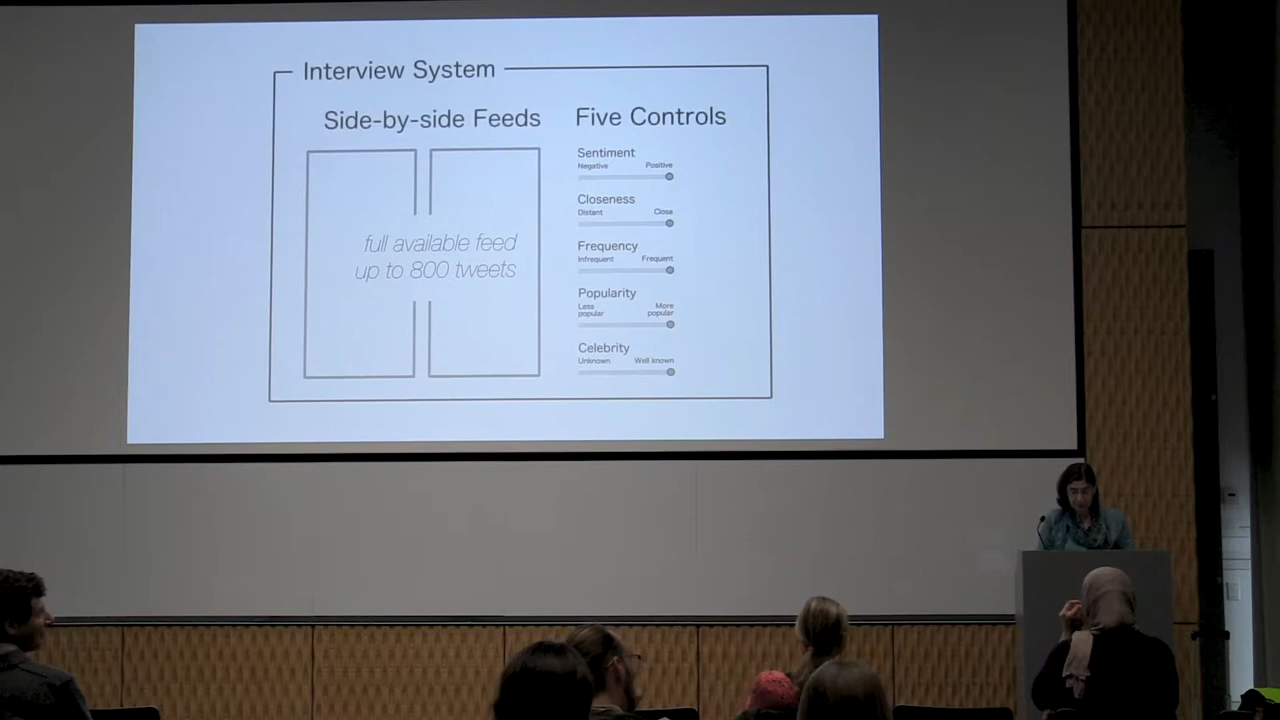 Interview System
Side-by-side Feeds
full available feed
up to 800 tweets
Five Controls
Sentiment
Negative Positive
Closeness
Distant Close
Frequency
Infrequent Frequent
Popularity
Less popular More popular
Celebrity
Unknown Well known